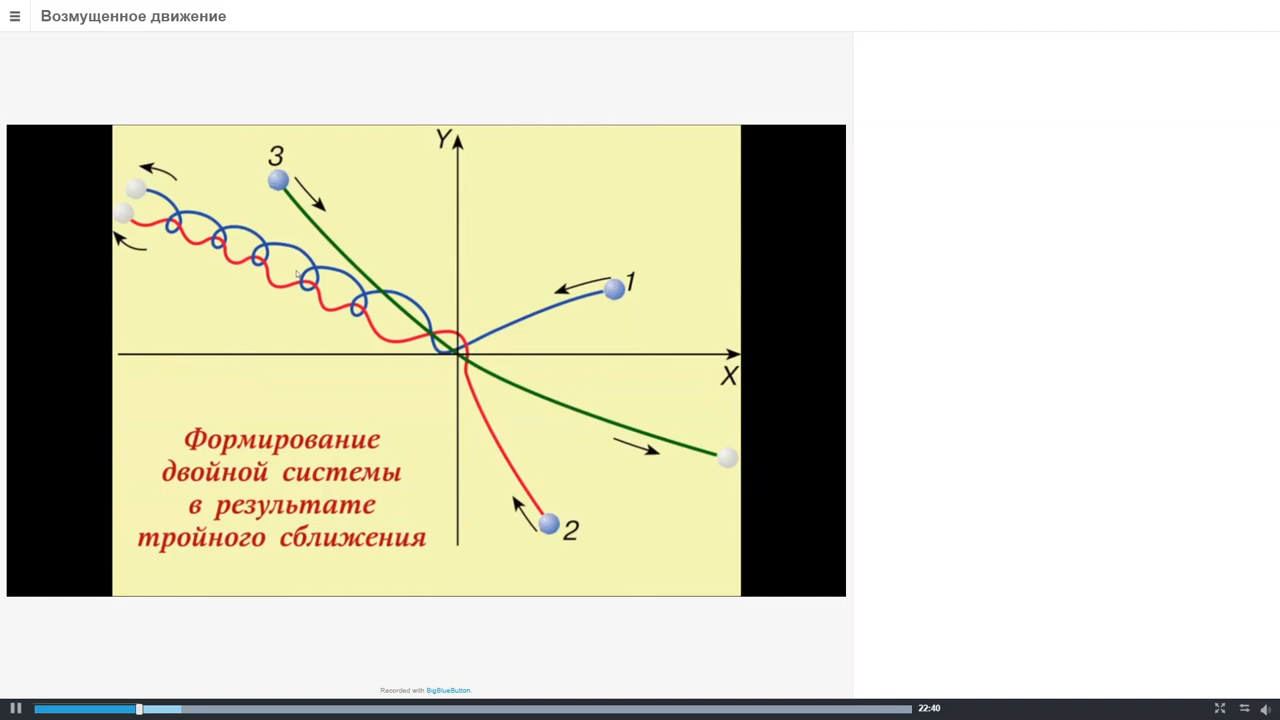 Возмущенное движение
Y
3
1
X
2
Формирование
двойной системы
в результате
тройного сближения
Recorded with BigBlueButton.
22:40